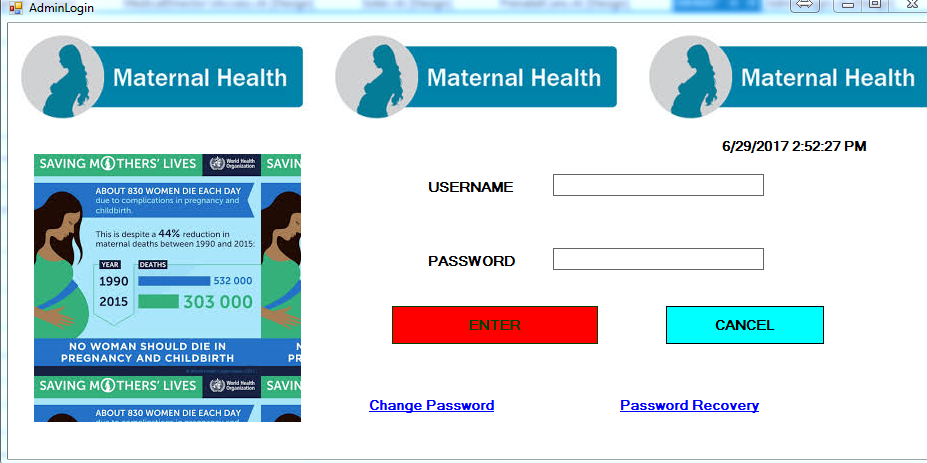 AdminLogin
Maternal Health
Maternal Health
Maternal Health
6/29/2017 2:52:27 PM
SAVING MOTHERS' LIVES
World Health
Organization
SAVIN
ABOUT 830 WOMEN DIE EACH DAY
due to complications in pregnancy and
childbirth.
This is despite a 44% reduction in
maternal deaths between 1990 and 2015:
YEAR DEATHS
1990 532 000
2015 303 000
NO WOMAN SHOULD DIE IN
PREGNANCY AND CHILDBIRTH
N
PR
SAVING MOTHERS' LIVES
World Health
Organization
SAVIN
ABOUT 830 WOMEN DIE EACH DAY
USERNAME
PASSWORD
ENTER
CANCEL
Change Password
Password Recovery